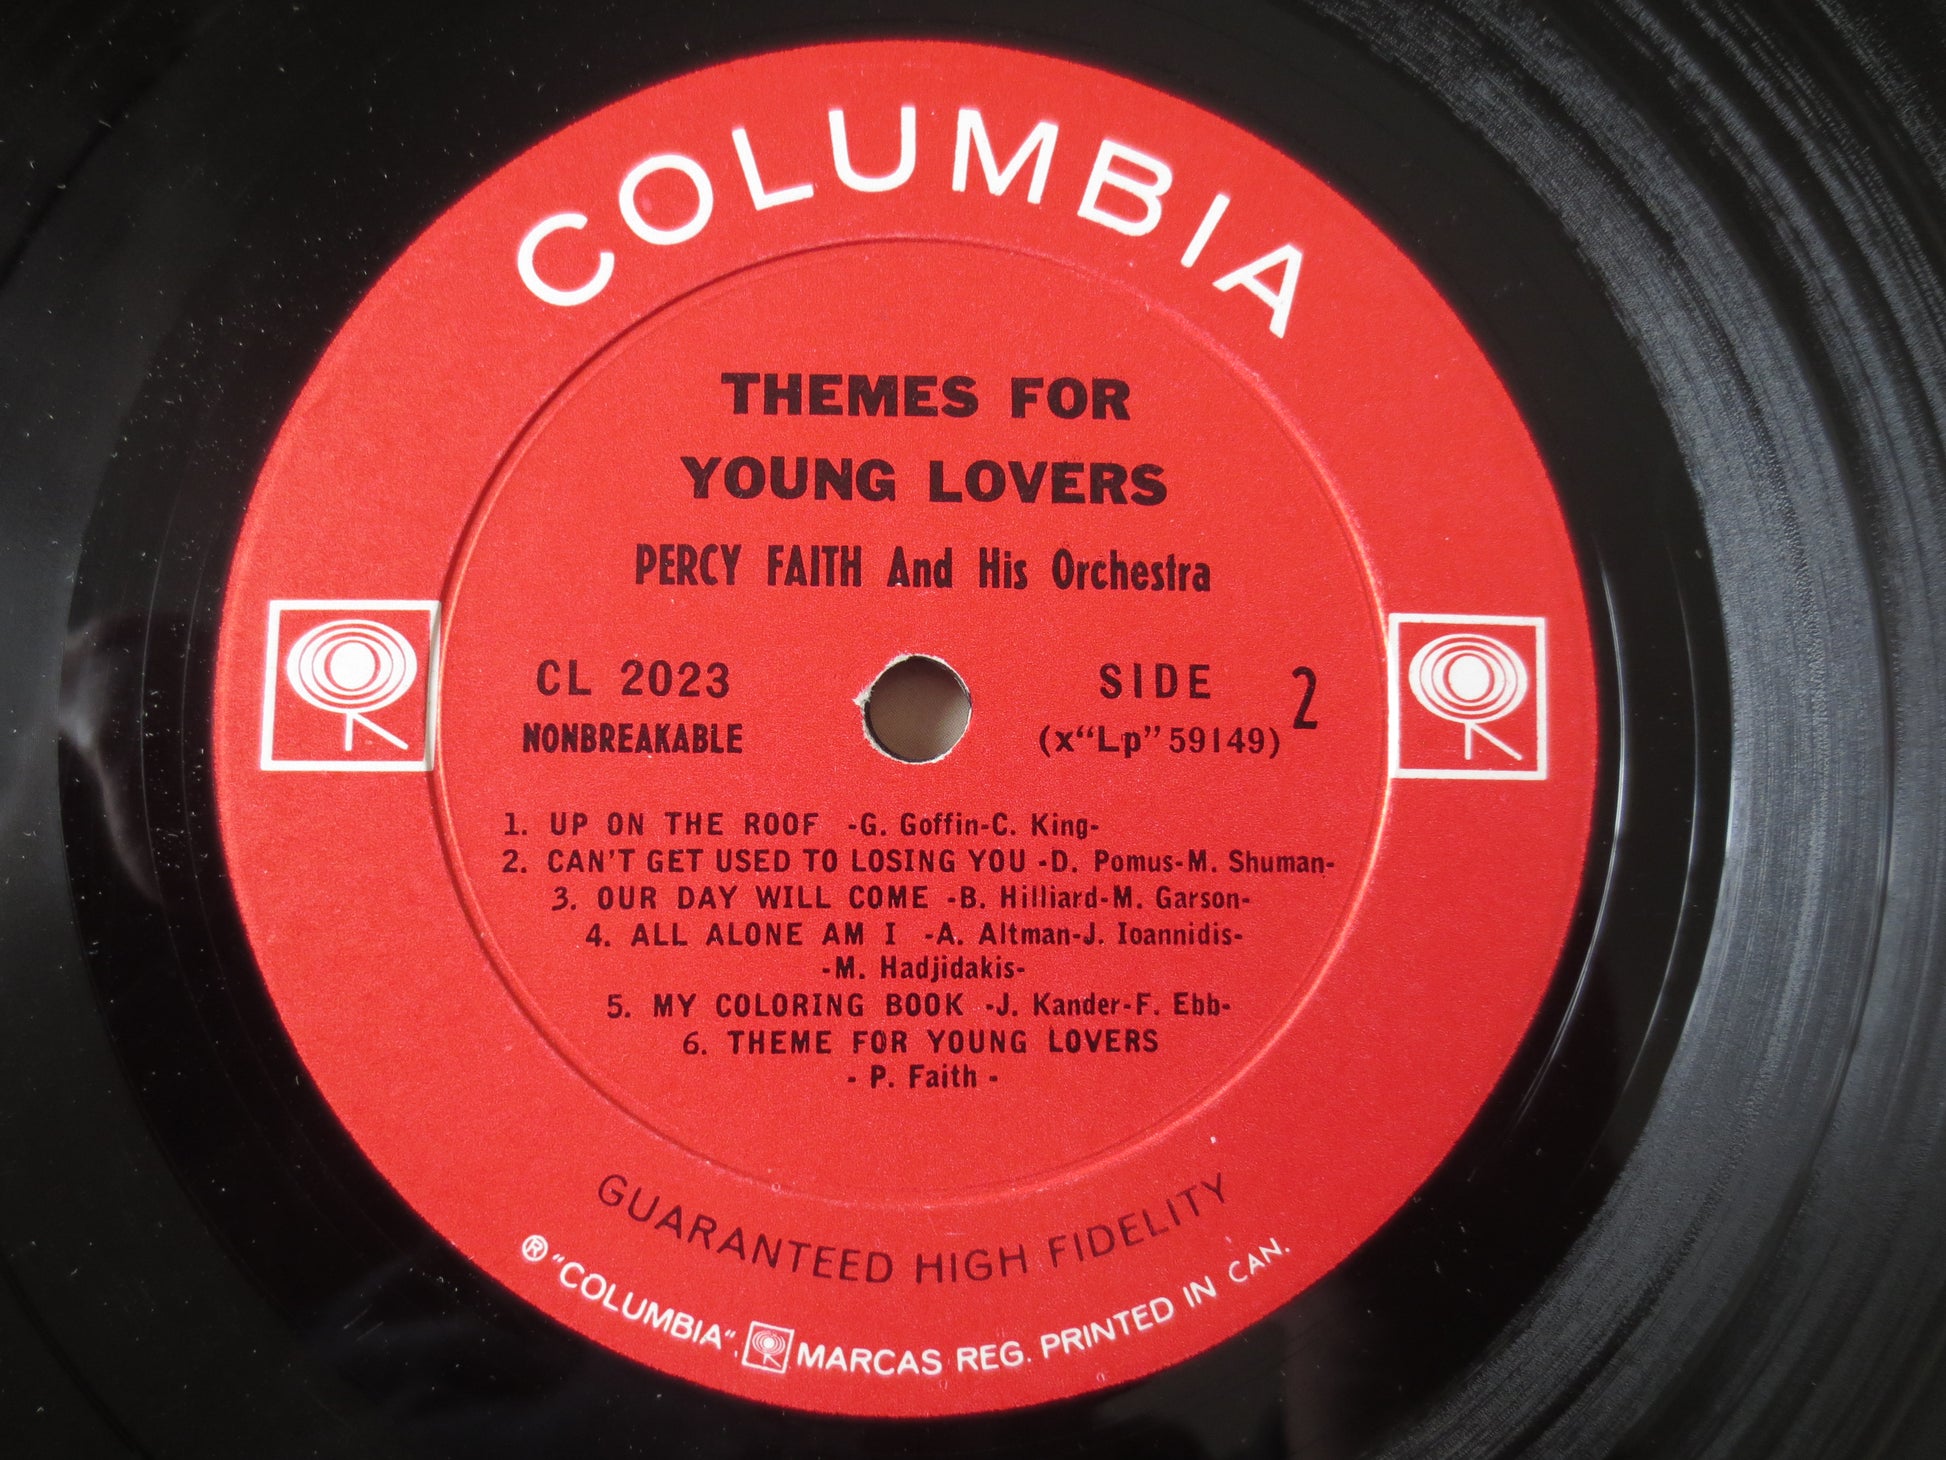 COLUMBIA
THEMES FOR
YOUNG LOVERS
PERCY FAITH And His Orchestra
CL 2023
NONBREAKABLE
SIDE 2
(x“Lp” 59149)
1. UP ON THE ROOF -G. Goffin-C. King-
2. CAN'T GET USED TO LOSING YOU -D. Pomus-M. Shuman-
3. OUR DAY WILL COME -B. Hilliard-M. Garson-
4. ALL ALONE AM I -A. Altman-J. Ioannidis-
-M. Hadjidakis-
5. MY COLORING BOOK -J. Kander-F. Ebb-
6. THEME FOR YOUNG LOVERS
- P. Faith -
GUARANTEED HIGH FIDELITY
® “COLUMBIA”, MARCAS REG. PRINTED IN CAN.